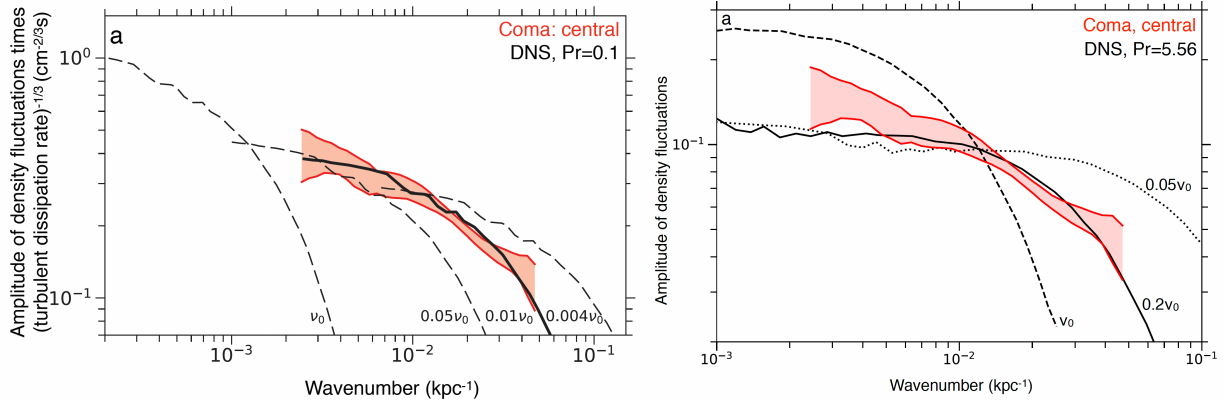 Amplitude of density fluctuations times
(turbulent dissipation rate)-1/3 (cm-2/3s)
a
Coma: central
DNS, Pr=0.1
10⁰
10⁻¹
ν₀
0.05ν₀
0.01ν₀
0.004ν₀
10⁻³
10⁻²
10⁻¹
Wavenumber (kpc-1)
Amplitude of density fluctuations
a
Coma, central
DNS, Pr=5.56
10⁻¹
0.05ν₀
0.2ν₀
ν₀
10⁻³
10⁻²
10⁻¹
Wavenumber (kpc-1)